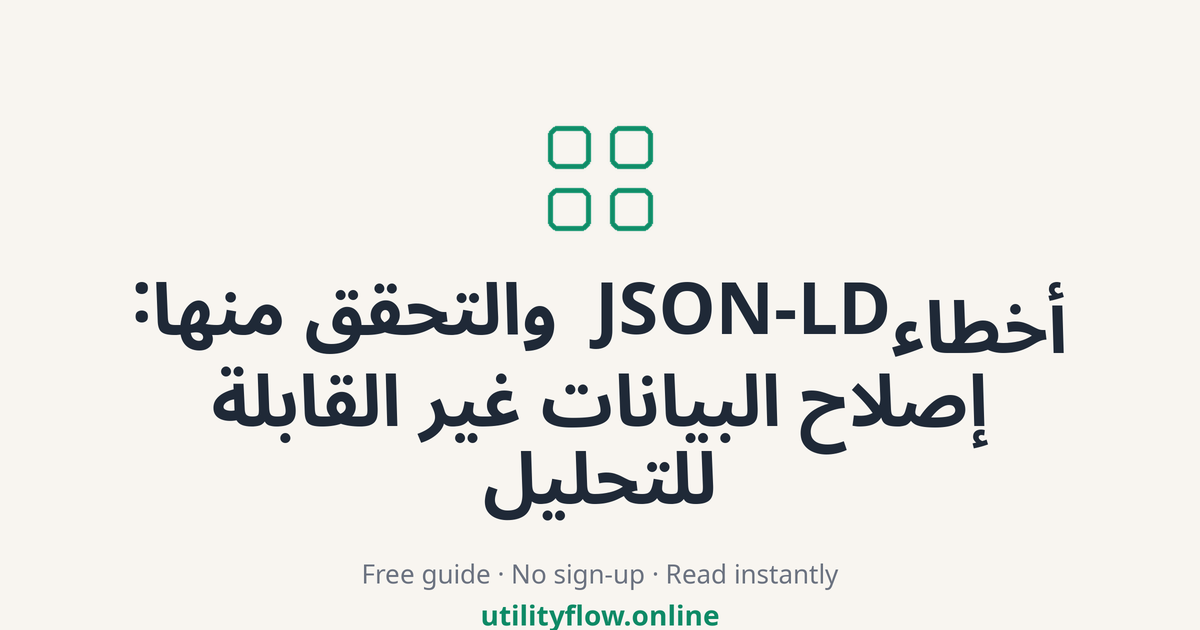 أخطاء JSON-LD والتحقق منها:
إصلاح البيانات غير القابلة
للتحليل
Free guide · No sign-up · Read instantly
utilityflow.online